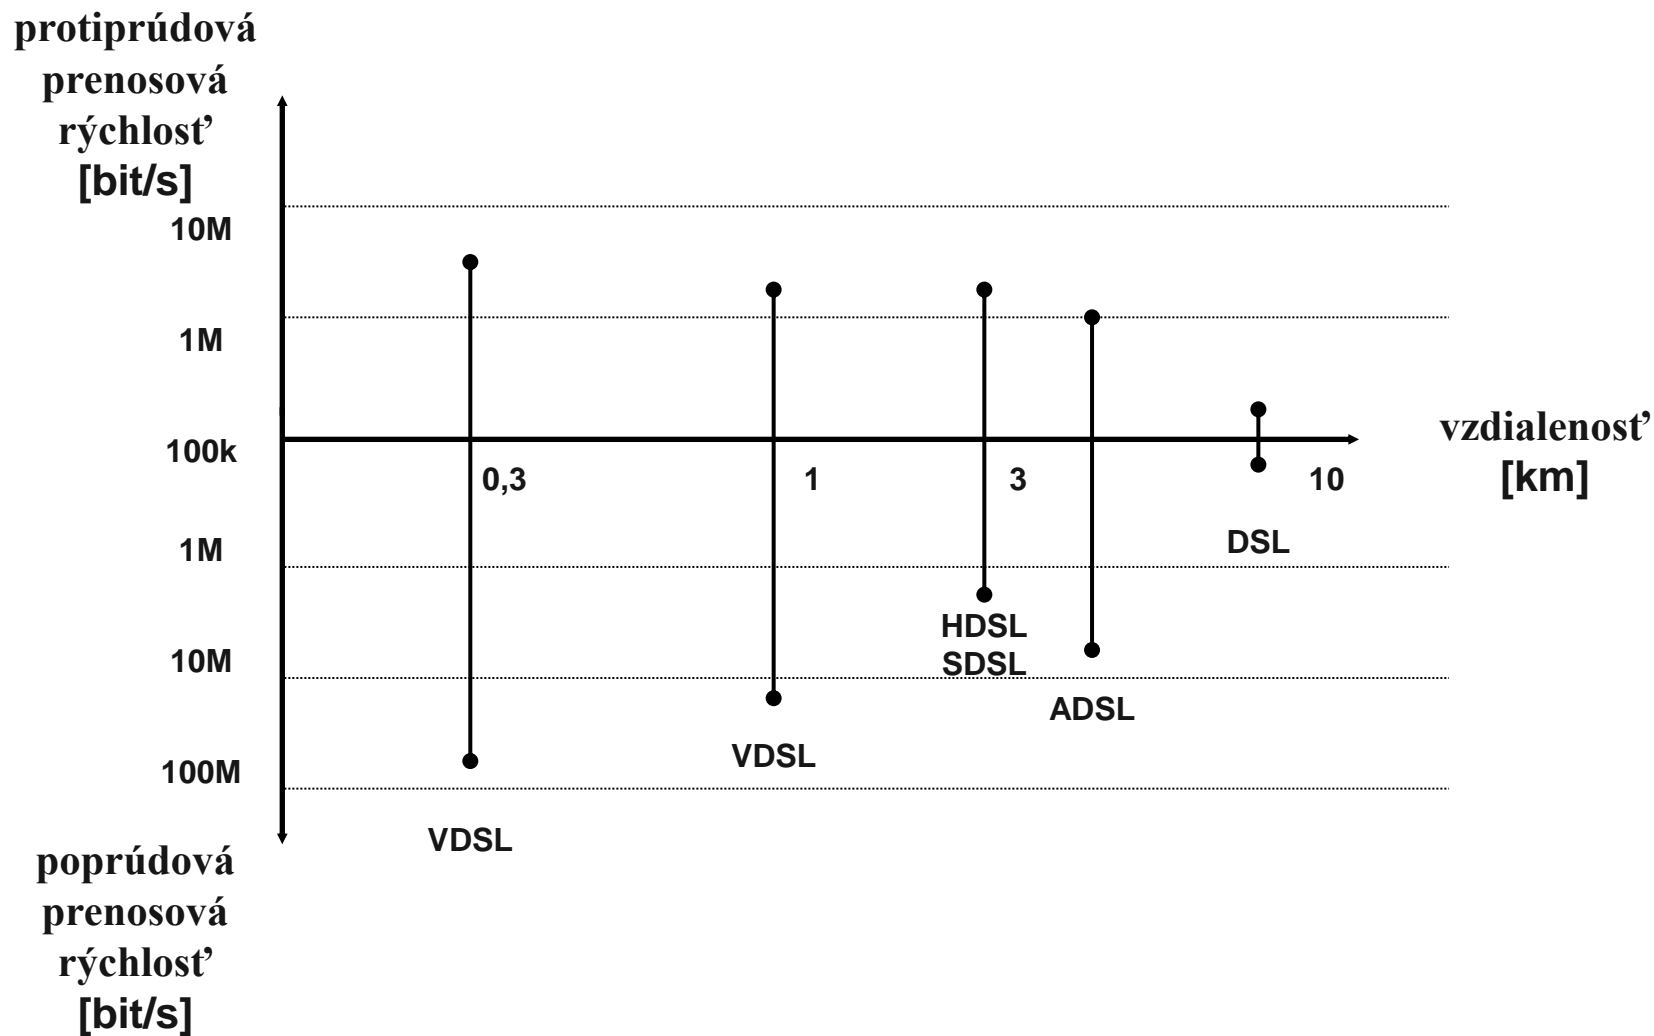 protiprúdová
prenosová
rýchlosť
[bit/s]
10M
1M
100k
vzdialenosť
[km]
0,3
1
3
10
DSL
1M
HDSL
SDSL
10M
ADSL
VDSL
100M
VDSL
poprúdová
prenosová
rýchlosť
[bit/s]